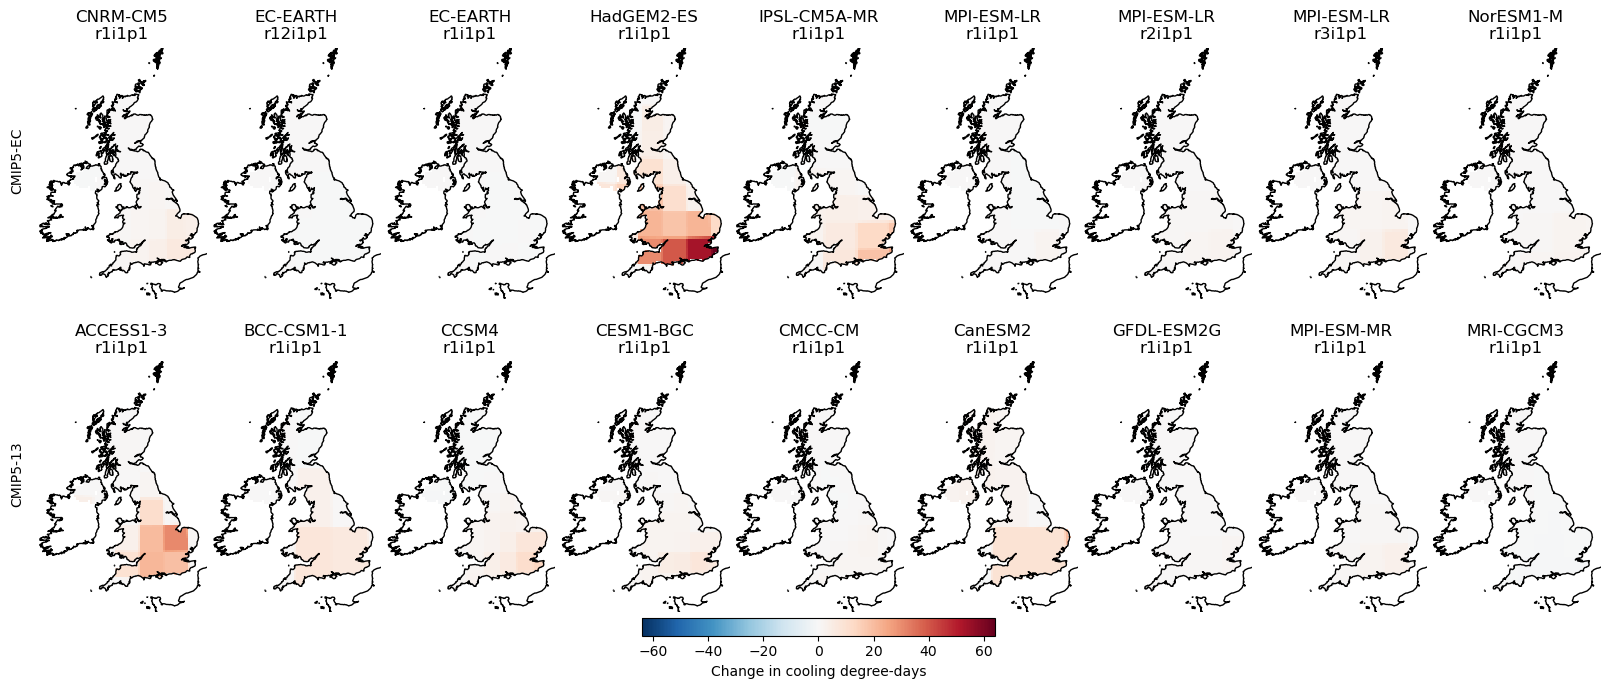 CNRM-CM5
r1i1p1
EC-EARTH
r12i1p1
EC-EARTH
r1i1p1
HadGEM2-ES
r1i1p1
IPSL-CM5A-MR
r1i1p1
MPI-ESM-LR
r1i1p1
MPI-ESM-LR
r2i1p1
MPI-ESM-LR
r3i1p1
NorESM1-M
r1i1p1
CMIP5-EC
ACCESS1-3
r1i1p1
BCC-CSM1-1
r1i1p1
CCSM4
r1i1p1
CESM1-BGC
r1i1p1
CMCC-CM
r1i1p1
CanESM2
r1i1p1
GFDL-ESM2G
r1i1p1
MPI-ESM-MR
r1i1p1
MRI-CGCM3
r1i1p1
CMIP5-13
−60 −40 −20 0 20 40 60
Change in cooling degree-days